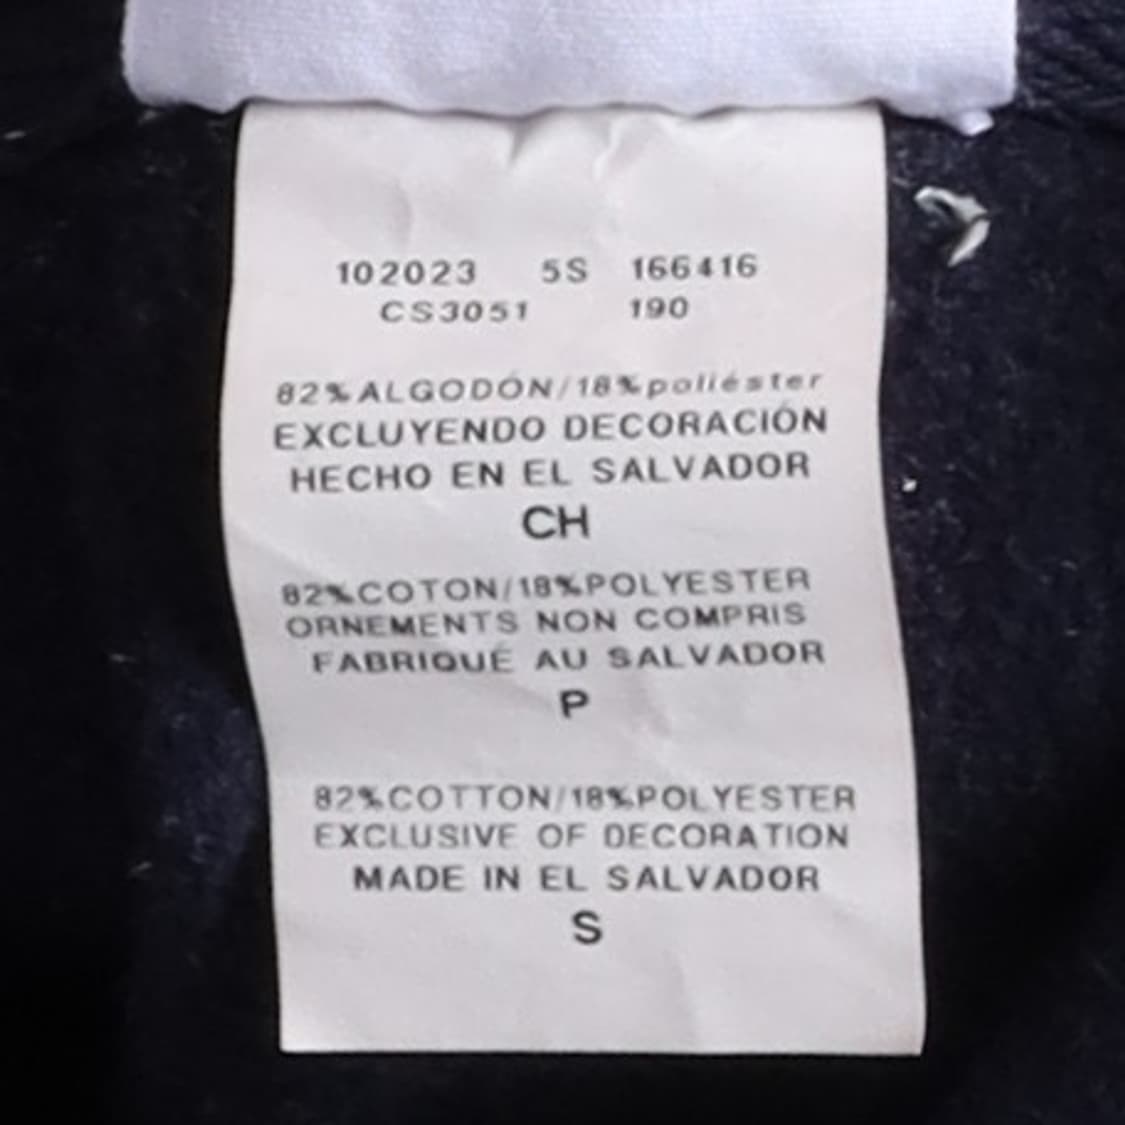 102023 5S 166416
CS3051 190
82%ALGODÓN/18%poliéster
EXCLUYENDO DECORACIÓN
HECHO EN EL SALVADOR
CH
82%COTON/18%POLYESTER
ORNEMENTS NON COMPRIS
FABRIQUÉ AU SALVADOR
P
82%COTTON/18%POLYESTER
EXCLUSIVE OF DECORATION
MADE IN EL SALVADOR
S